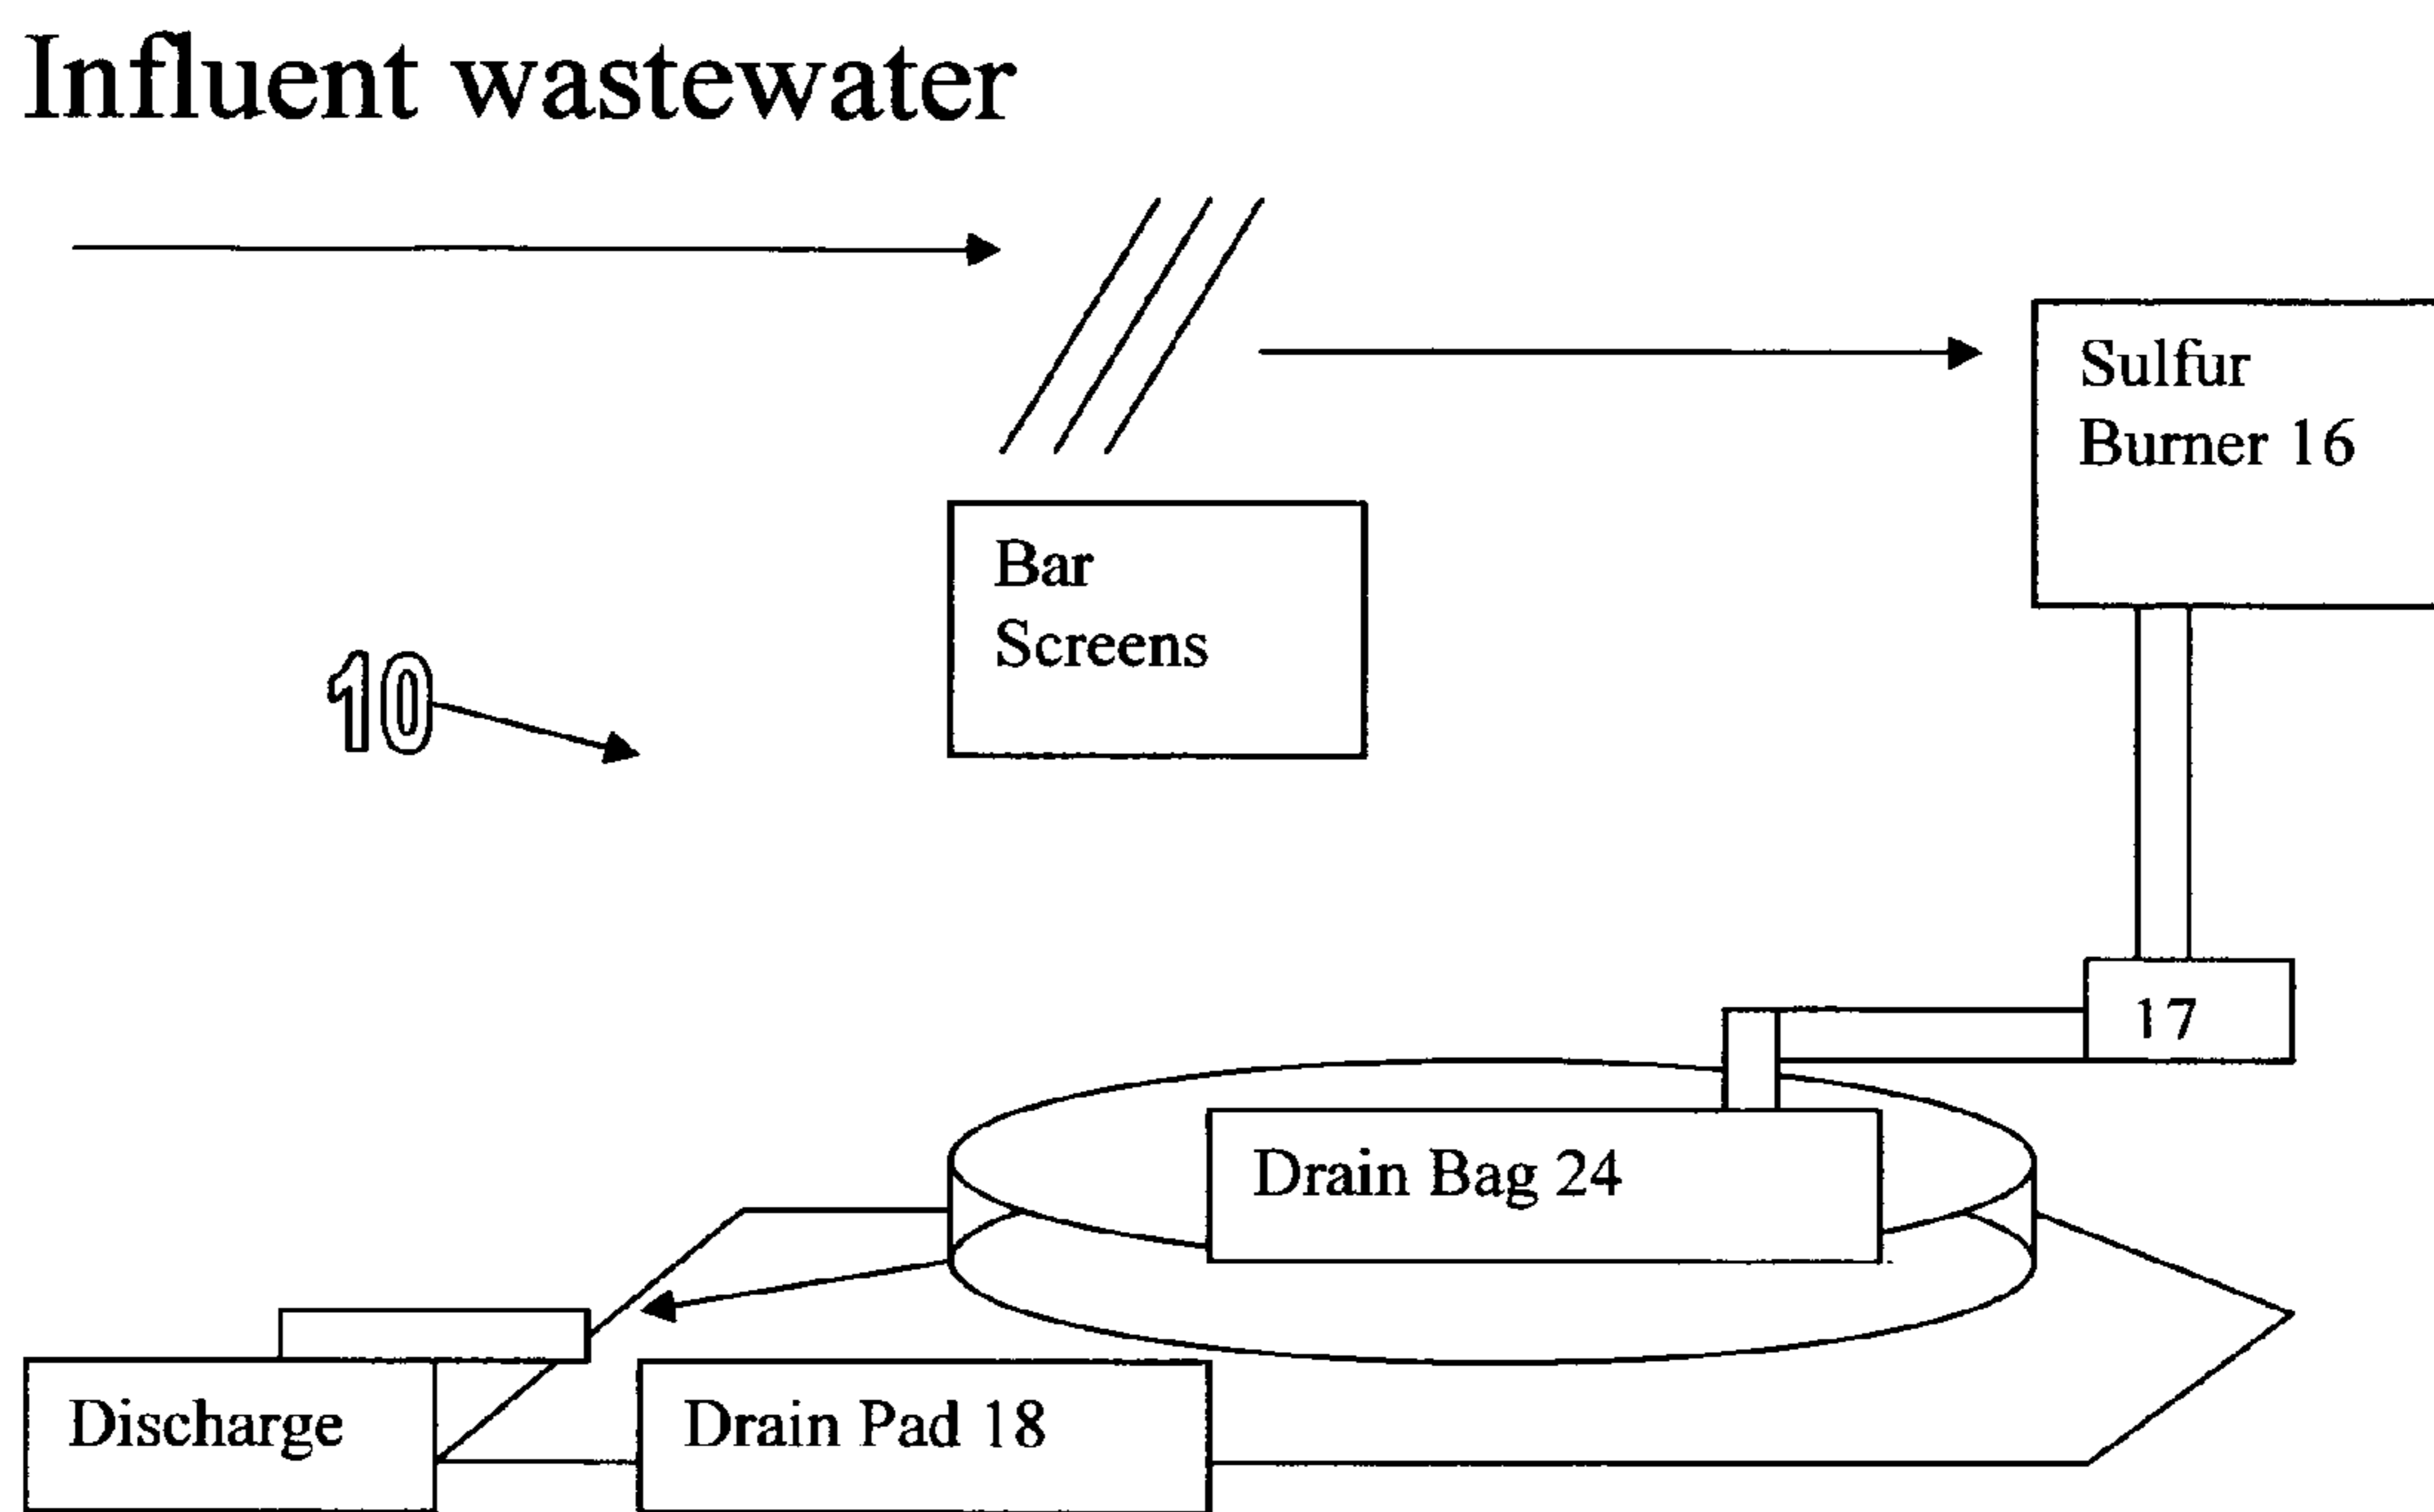 Influent wastewater
Sulfur
Burner 16
Bar
Screens
10
17
Drain Bag 24
Discharge
Drain Pad 18